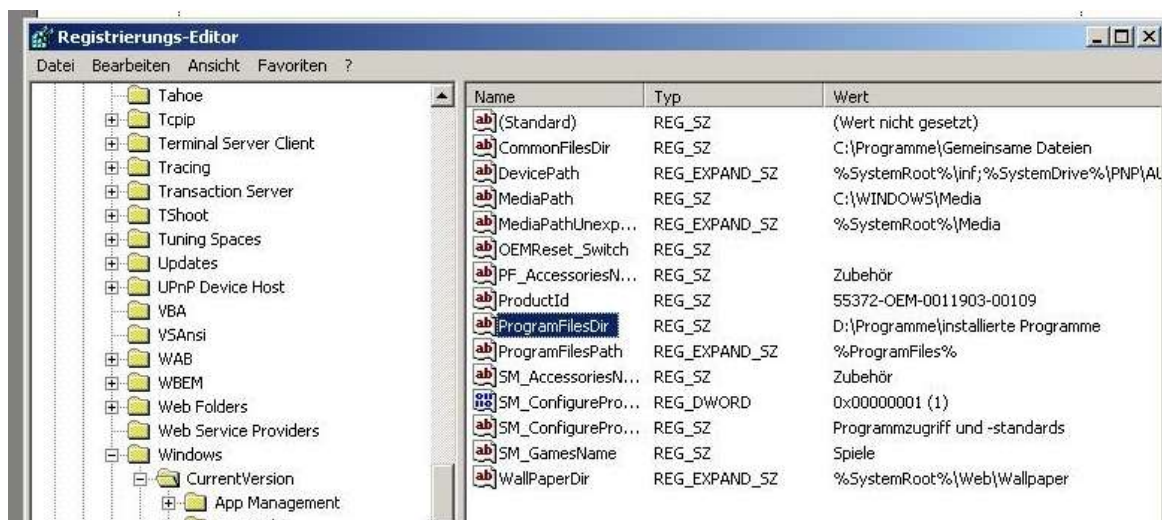 Registrierungs-Editor
Datei Bearbeiten Ansicht Favoriten ?
Tahoe
Tcpip
Terminal Server Client
Tracing
Transaction Server
TShoot
Tuning Spaces
Updates
UPnP Device Host
VBA
VSAnsi
WAB
WBEM
Web Folders
Web Service Providers
Windows
CurrentVersion
App Management
Name Typ Wert
(Standard) REG_SZ (Wert nicht gesetzt)
CommonFilesDir REG_SZ C:\Programme\Gemeinsame Dateien
DevicePath REG_EXPAND_SZ %SystemRoot%\inf;%SystemDrive%\PNP\AU
MediaPath REG_SZ C:\WINDOWS\Media
MediaPathUnexp... REG_EXPAND_SZ %SystemRoot%\Media
OEMReset_Switch REG_SZ
PF_AccessoriesN... REG_SZ Zubehör
ProductId REG_SZ 55372-OEM-0011903-00109
ProgramFilesDir REG_SZ D:\Programme\installierte Programme
ProgramFilesPath REG_EXPAND_SZ %ProgramFiles%
SM_AccessoriesN... REG_SZ Zubehör
SM_ConfigurePro... REG_DWORD 0x00000001 (1)
SM_ConfigurePro... REG_SZ Programmzugriff und -standards
SM_GamesName REG_SZ Spiele
WallPaperDir REG_EXPAND_SZ %SystemRoot%\Web\Wallpaper